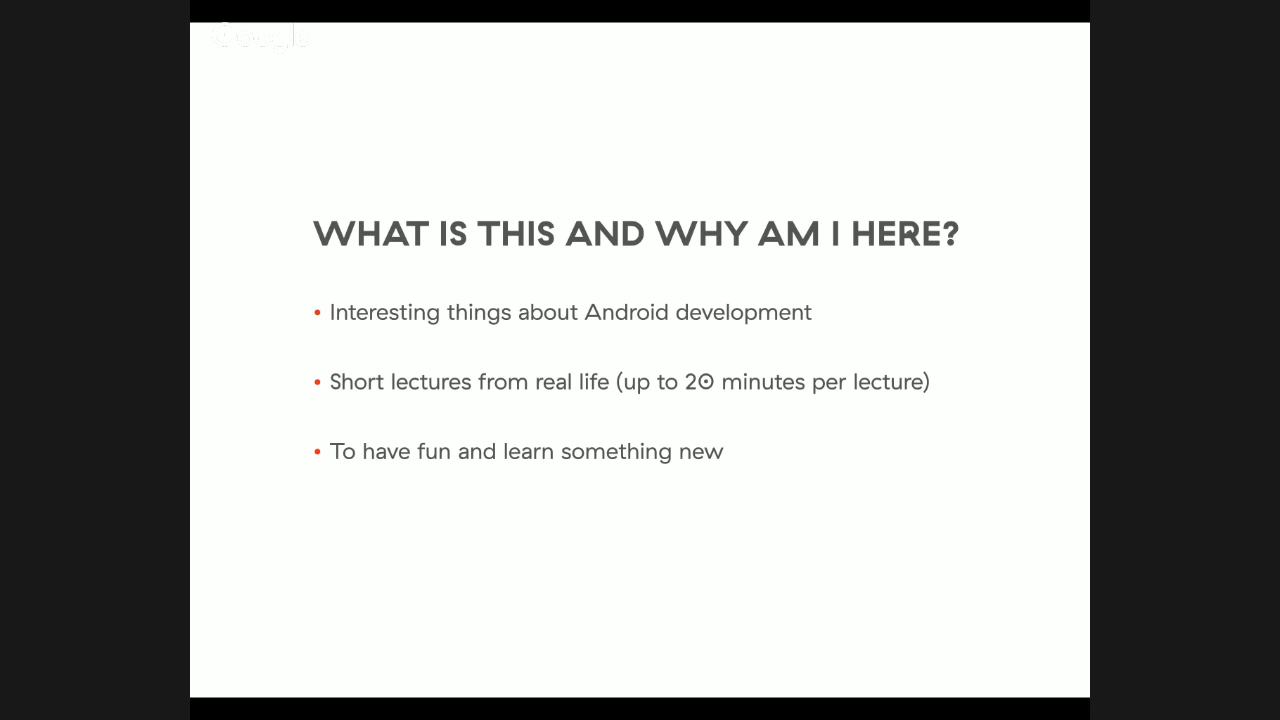 Google
WHAT IS THIS AND WHY AM I HERE?
• Interesting things about Android development
• Short lectures from real life (up to 20 minutes per lecture)
• To have fun and learn something new